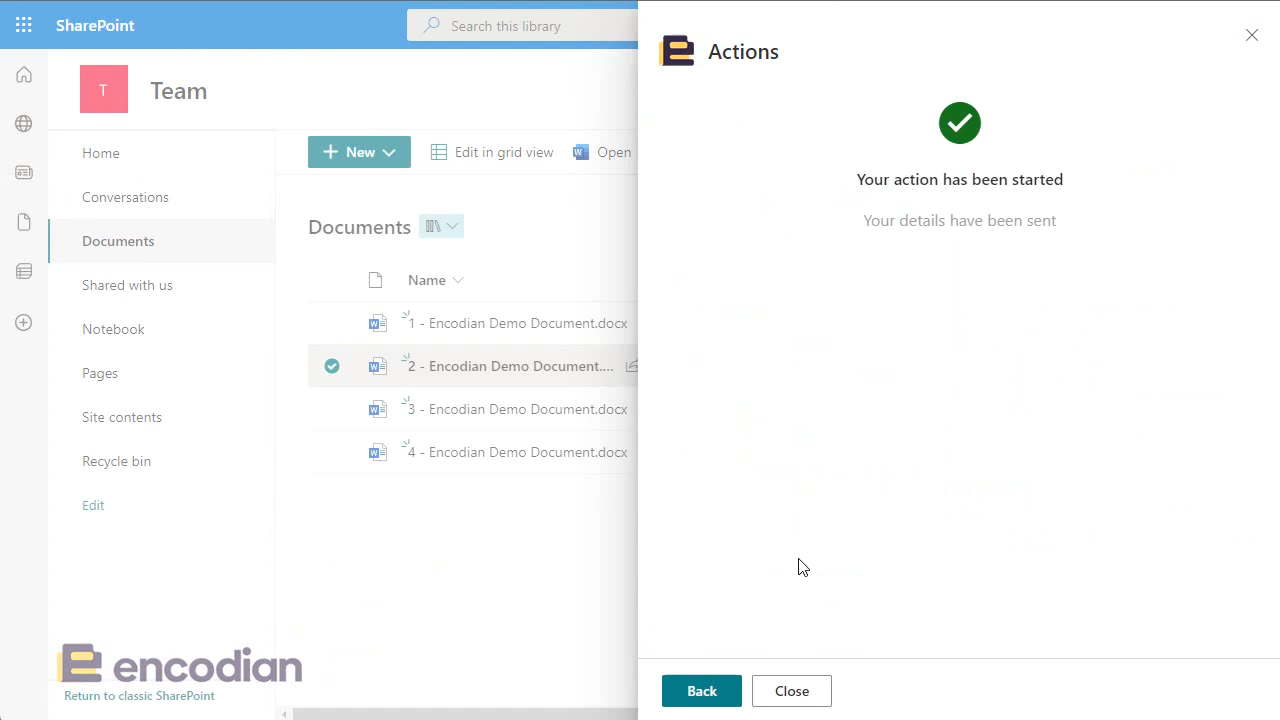 SharePoint
Search this library
T
Team
Home
Conversations
Documents
Shared with us
Notebook
Pages
Site contents
Recycle bin
Edit
encodian
Return to classic SharePoint
New
Edit in grid view
Open
Documents
Name
1 - Encodian Demo Document.docx
2 - Encodian Demo Document....
3 - Encodian Demo Document.docx
4 - Encodian Demo Document.docx
Actions
Your action has been started
Your details have been sent
Back
Close